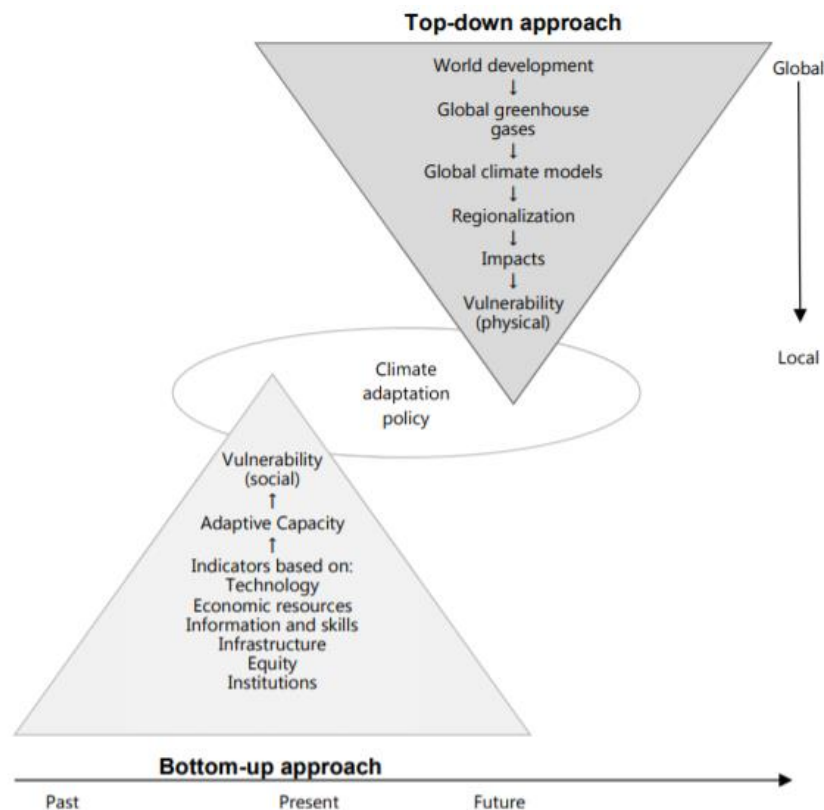 Top-down approach
World development
↓
Global greenhouse
gases
↓
Global climate models
↓
Regionalization
↓
Impacts
↓
Vulnerability
(physical)
Global
Local
Climate
adaptation
policy
Vulnerability
(social)
↑
Adaptive Capacity
↑
Indicators based on:
Technology
Economic resources
Information and skills
Infrastructure
Equity
Institutions
Bottom-up approach
Past Present Future